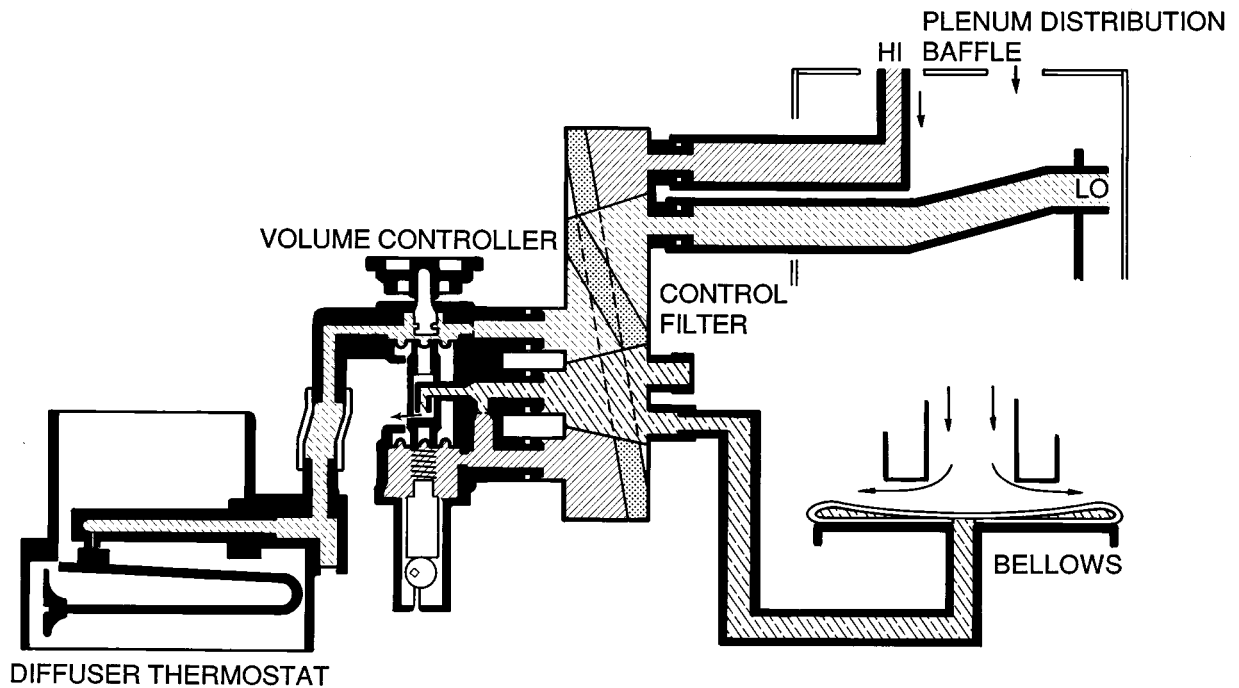 PLENUM DISTRIBUTION
HI BAFFLE
LO
VOLUME CONTROLLER
CONTROL
FILTER
BELLOWS
DIFFUSER THERMOSTAT